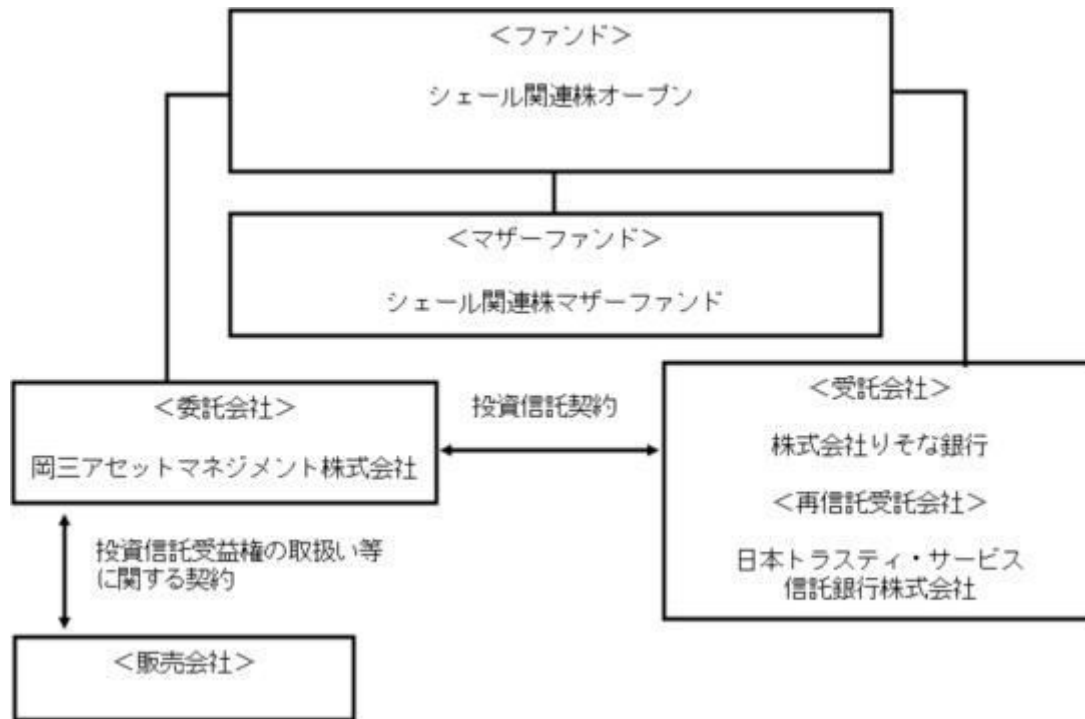 ＜ファンド＞
シェール関連株オープン
＜マザーファンド＞
シェール関連株マザーファンド
＜委託会社＞
岡三アセットマネジメント株式会社
投資信託契約
＜受託会社＞
株式会社りそな銀行
＜再信託受託会社＞
日本トラスティ・サービス
信託銀行株式会社
投資信託受益権の取扱い等
に関する契約
＜販売会社＞